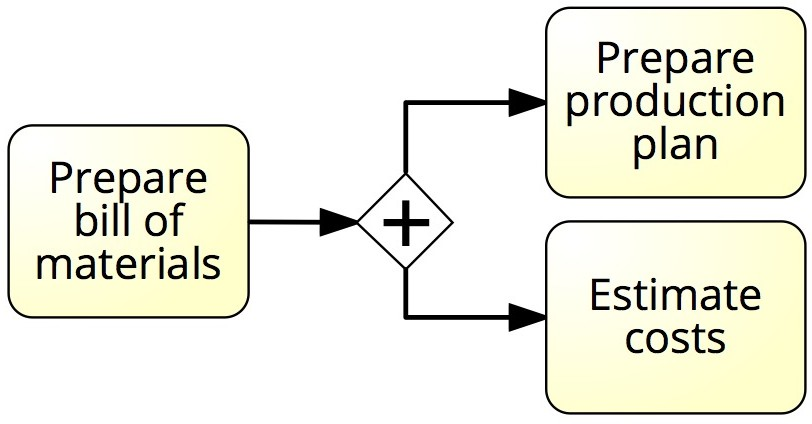 Prepare
bill of
materials
Prepare
production
plan
Estimate
costs